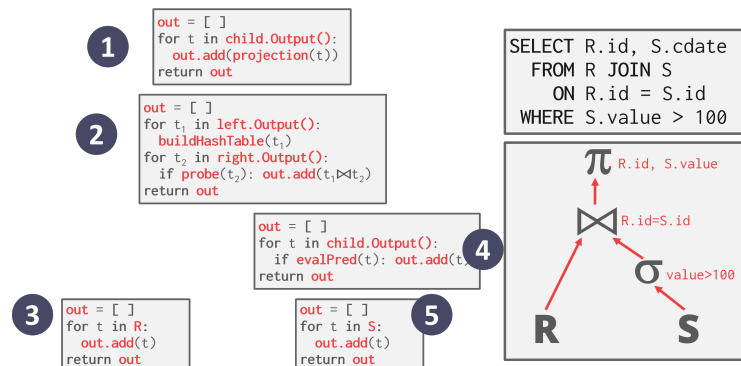 1
out = [ ]
for t in child.Output():
out.add(projection(t))
return out
2
out = [ ]
for t₁ in left.Output():
buildHashTable(t₁)
for t₂ in right.Output():
if probe(t₂): out.add(t₁⋈t₂)
return out
4
out = [ ]
for t in child.Output():
if evalPred(t): out.add(t
return out
3
out = [ ]
for t in R:
out.add(t)
return out
5
out = [ ]
for t in S:
out.add(t)
return out
SELECT R.id, S.cdate
FROM R JOIN S
ON R.id = S.id
WHERE S.value > 100
π R.id, S.value
⋈ R.id=S.id
σ value>100
R S